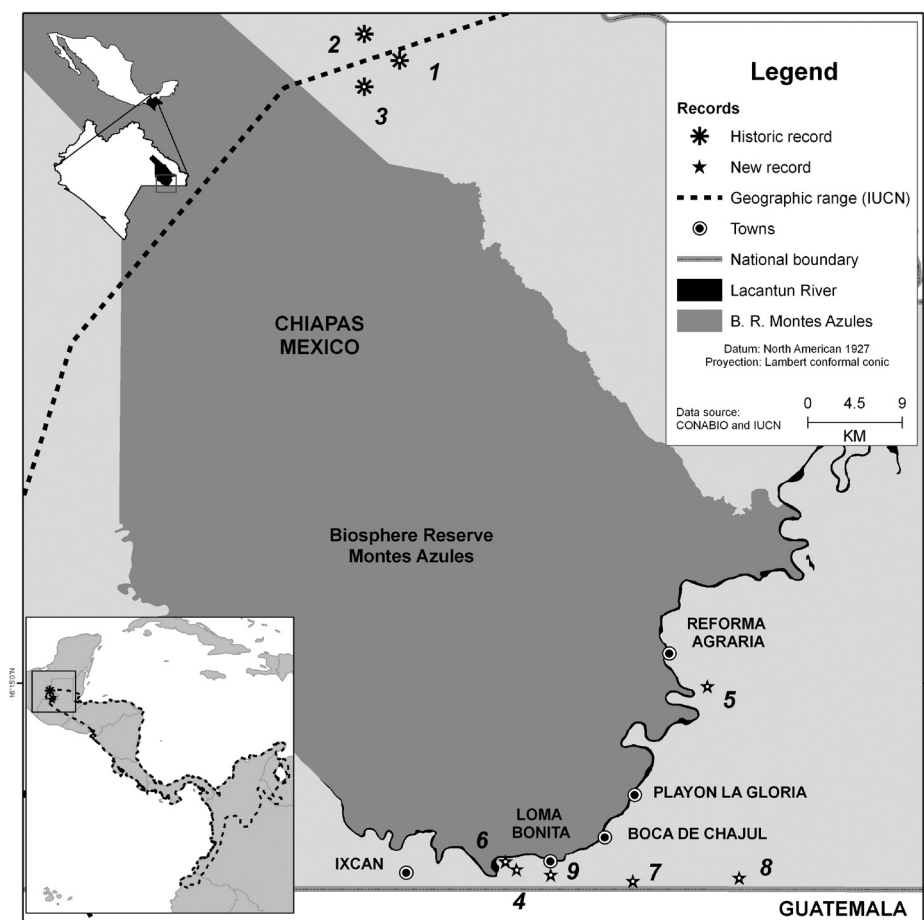 2
1
3
Legend
Records
Historic record
New record
Geographic range (IUCN)
Towns
National boundary
Lacantun River
B. R. Montes Azules
Datum: North American 1927
Proyection: Lambert conformal conic
Data source:
CONABIO and IUCN
0 4.5 9
KM
CHIAPAS
MEXICO
Biosphere Reserve
Montes Azules
16°15'0"N
REFORMA
AGRARIA
5
PLAYON LA GLORIA
LOMA
BONITA
BOCA DE CHAJUL
6
IXCAN
9
7
8
4
GUATEMALA